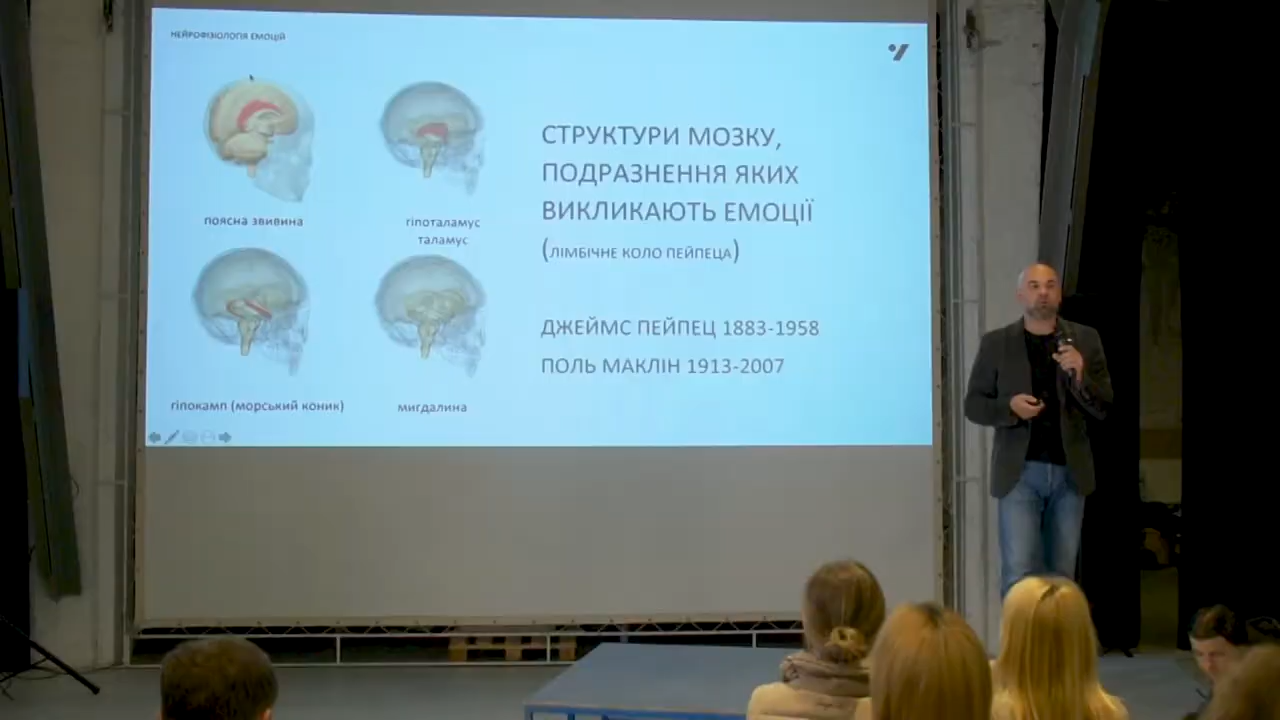 НЕЙРОФІЗІОЛОГІЯ ЕМОЦІЙ
поясна звивина
гіпоталамус
таламус
гіпокамп (морський коник)
мигдалина
СТРУКТУРИ МОЗКУ,
ПОДРАЗНЕННЯ ЯКИХ
ВИКЛИКАЮТЬ ЕМОЦІЇ
(ЛІМБІЧНЕ КОЛО ПЕЙПЕЦА)
ДЖЕЙМС ПЕЙПЕЦ 1883-1958
ПОЛЬ МАКЛІН 1913-2007